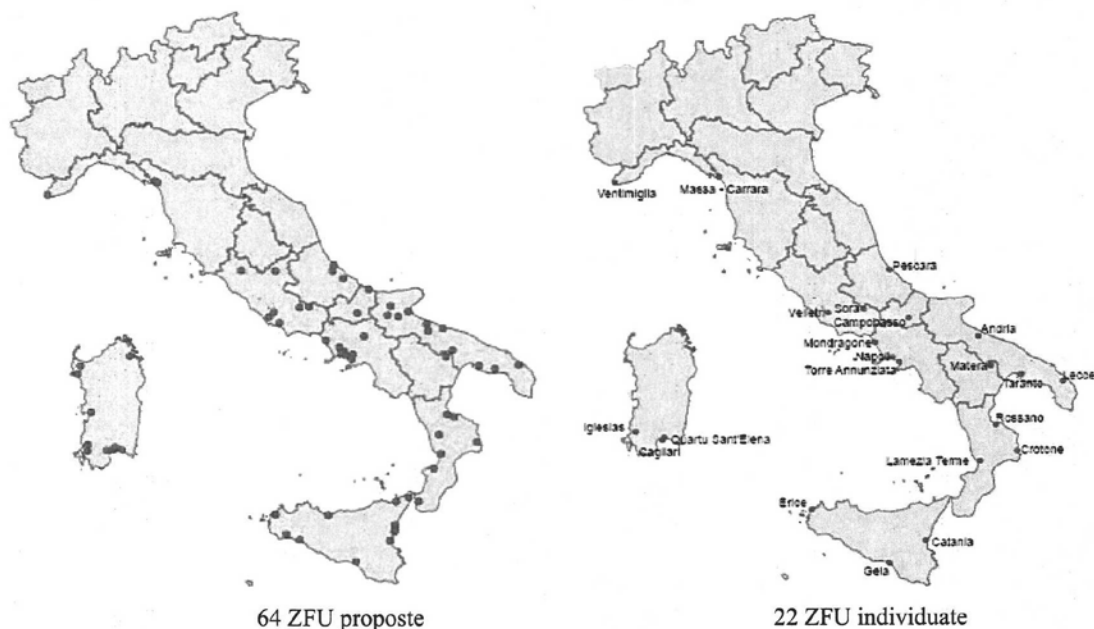 Ventimiglia
Massa - Carrara
Pescara
Velletri
Sora
Campobasso
Andria
Mondragone
Napoli
Torre Annunziata
Matera
Taranto
Lecce
Rossano
Iglesias
Quartu Sant'Elena
Cagliari
Crotone
Lamezia Terme
Erice
Catania
Gela
64 ZFU proposte
22 ZFU individuate